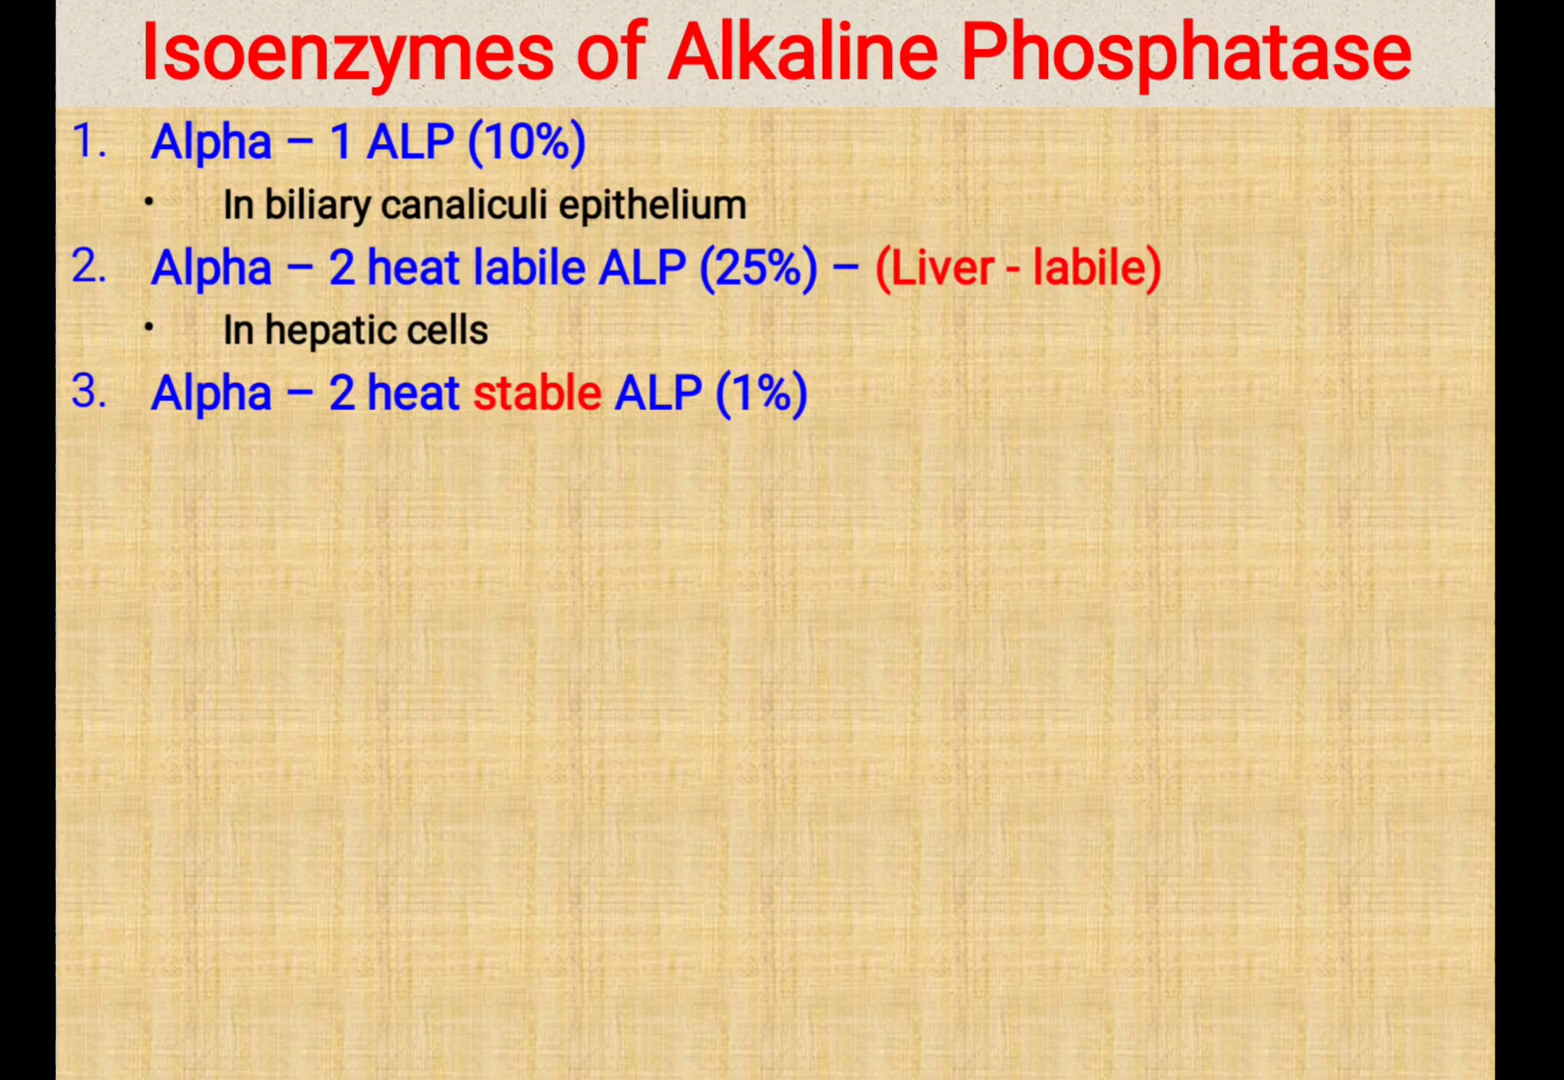 Isoenzymes of Alkaline Phosphatase
1. Alpha – 1 ALP (10%)
• In biliary canaliculi epithelium
2. Alpha – 2 heat labile ALP (25%) – (Liver - labile)
• In hepatic cells
3. Alpha – 2 heat stable ALP (1%)